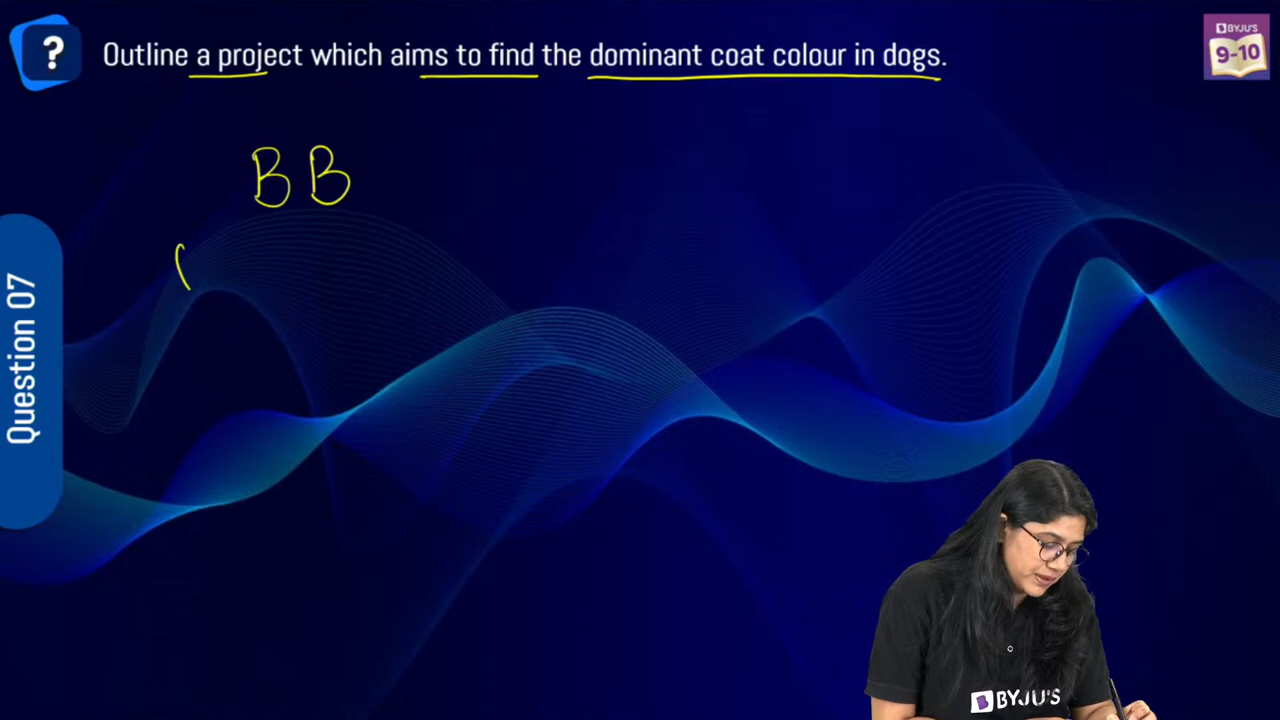 ? Outline a project which aims to find the dominant coat colour in dogs.
BYJU'S
9-10
B B
Question 07
BYJU'S